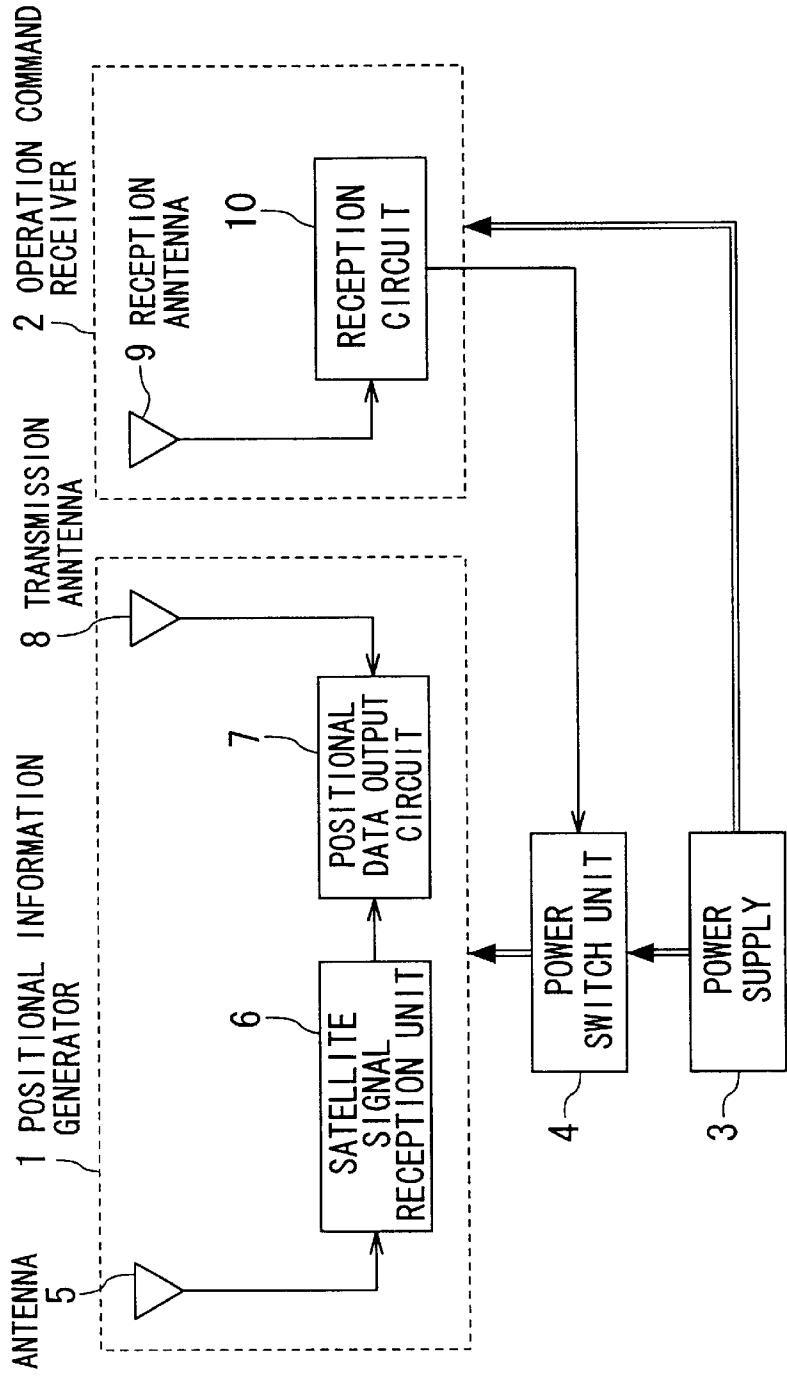 ANTENNA
5
1 POSITIONAL INFORMATION
GENERATOR
8 TRANSMISSION
ANNTENNA
2 OPERATION COMMAND
RECEIVER
9 RECEPTION
ANNTENNA
6
SATELLITE
SIGNAL
RECEPTION UNIT
7
POSITIONAL
DATA OUTPUT
CIRCUIT
10
RECEPTION
CIRCUIT
4
POWER
SWITCH UNIT
3
POWER
SUPPLY